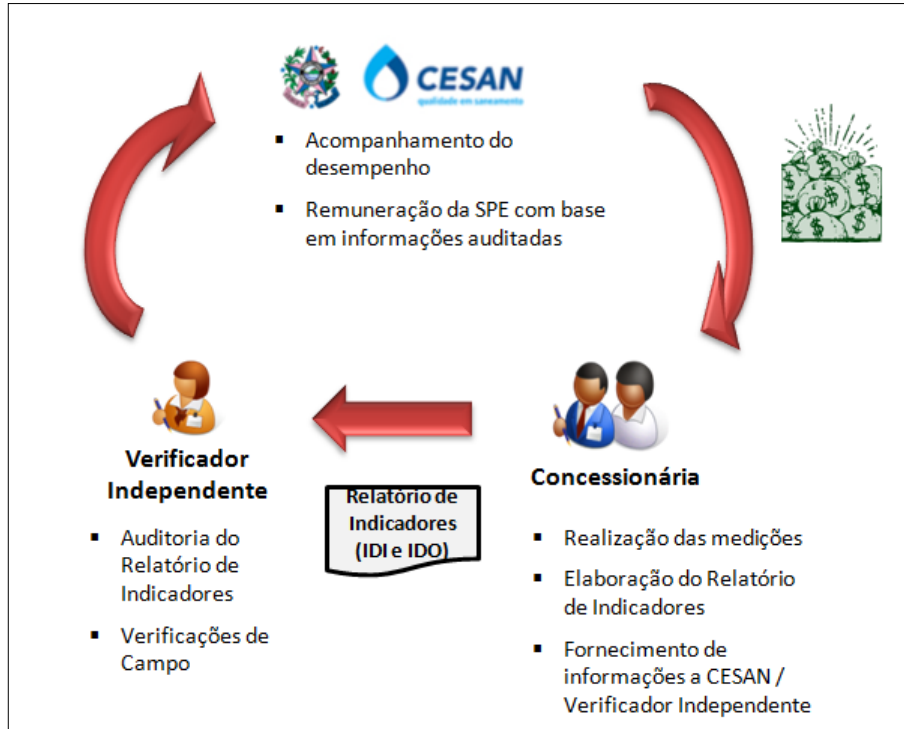 CESAN
qualidade em saneamento
▪ Acompanhamento do
desempenho
▪ Remuneração da SPE com base
em informações auditadas
Verificador
Independente
▪ Auditoria do
Relatório de
Indicadores
▪ Verificações de
Campo
Relatório de
Indicadores
(IDI e IDO)
Concessionária
▪ Realização das medições
▪ Elaboração do Relatório
de Indicadores
▪ Fornecimento de
informações a CESAN /
Verificador Independente